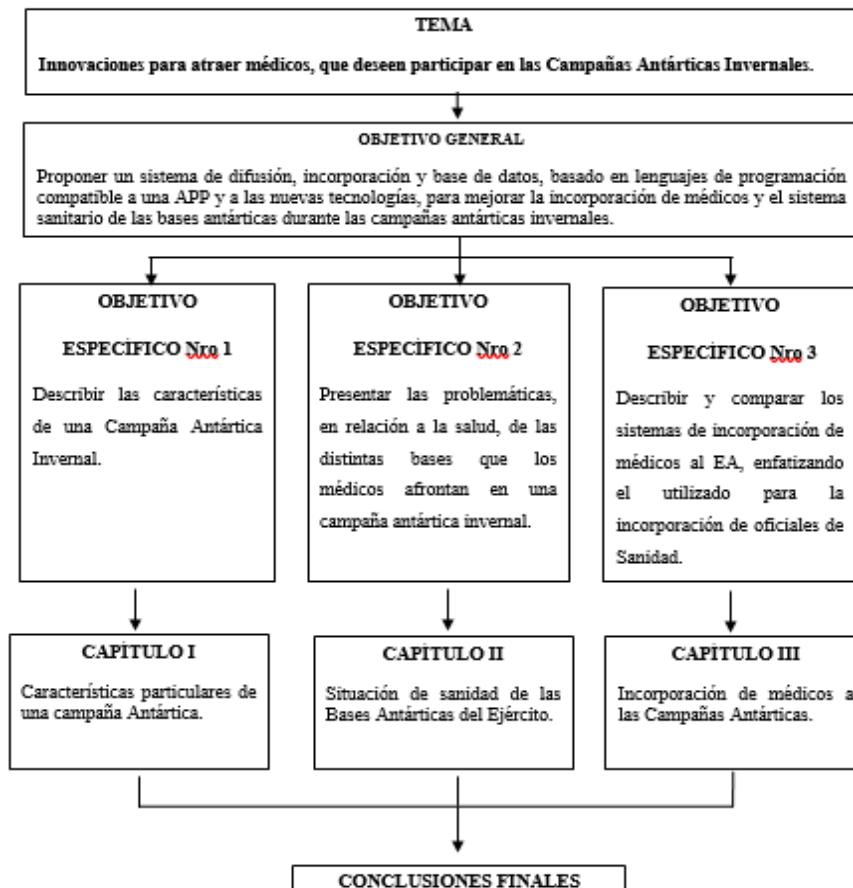 TEMA
Innovaciones para atraer médicos, que deseen participar en las Campañas Antárticas Invernales.
OBJETIVO GENERAL
Proponer un sistema de difusión, incorporación y base de datos, basado en lenguajes de programación
compatible a una APP y a las nuevas tecnologías, para mejorar la incorporación de médicos y el sistema
sanitario de las bases antárticas durante las campañas antárticas invernales.
OBJETIVO
ESPECÍFICO Nro 1
Describir las características
de una Campaña Antártica
Invernal.
OBJETIVO
ESPECÍFICO Nro 2
Presentar las problemáticas,
en relación a la salud, de las
distintas bases que los
médicos afrontan en una
campaña antártica invernal.
OBJETIVO
ESPECÍFICO Nro 3
Describir y comparar los
sistemas de incorporación de
médicos al EA, enfatizando
el utilizado para la
incorporación de oficiales de
Sanidad.
CAPÍTULO I
Características particulares de
una campaña Antártica.
CAPÍTULO II
Situación de sanidad de las
Bases Antárticas del Ejército.
CAPÍTULO III
Incorporación de médicos a
las Campañas Antárticas.
CONCLUSIONES FINALES